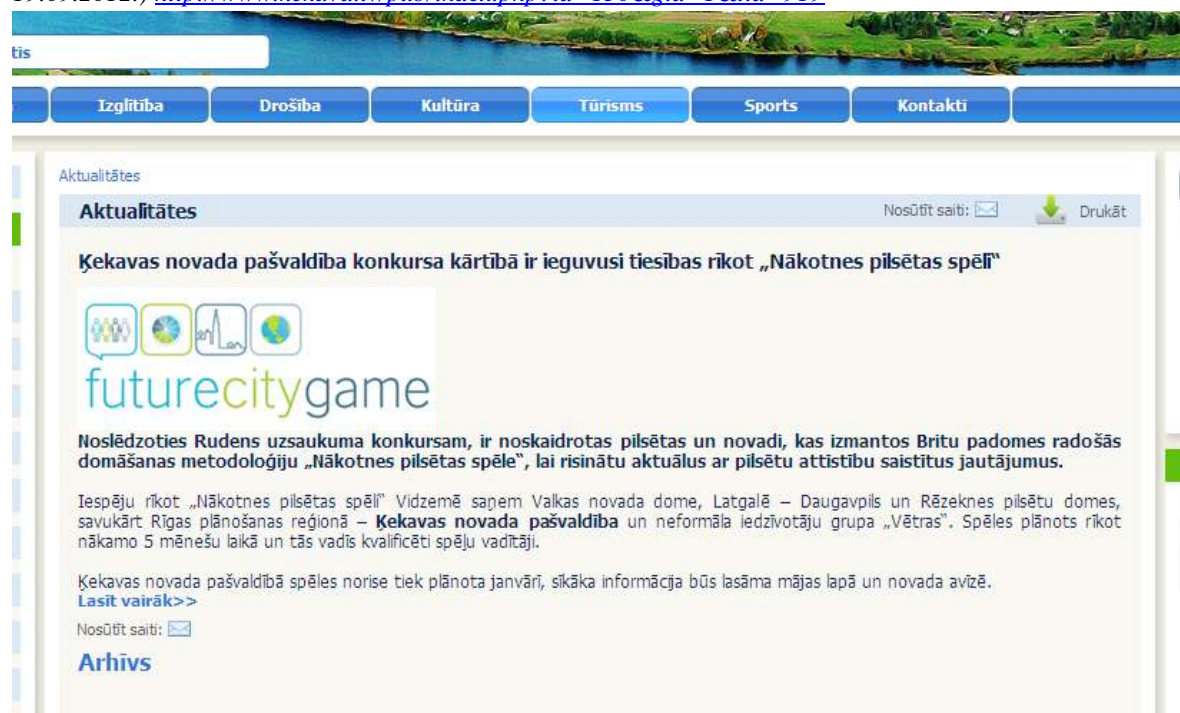 tis
Izglītība Drošība Kultūra Tūrisms Sports Kontakti
Aktualitātes
Aktualitātes Nosūtīt saiti: Drukāt
Ķekavas novada pašvaldība konkursa kārtībā ir ieguvusi tiesības rīkot „Nākotnes pilsētas spēli“
futurecitygame
Noslēdzoties Rudens uzsaukuma konkursam, ir noskaidrotas pilsētas un novadi, kas izmantos Britu padomes radošās
domāšanas metodoloģiju „Nākotnes pilsētas spēle“, lai risinātu aktuālus ar pilsētu attīstību saistītus jautājumus.
Iespēju rīkot „Nākotnes pilsētas spēli“ Vidzemē saņem Valkas novada dome, Latgalē – Daugavpils un Rēzeknes pilsētu domes,
savukārt Rīgas plānošanas reģionā – Ķekavas novada pašvaldība un neformāla iedzīvotāju grupa „Vētras“. Spēles plānots rīkot
nākamo 5 mēnešu laikā un tās vadīs kvalificēti spēļu vadītāji.
Ķekavas novada pašvaldībā spēles norise tiek plānota janvārī, sīkāka informācija būs lasāma mājas lapā un novada avīzē.
Lasīt vairāk>>
Nosūtīt saiti:
Arhīvs